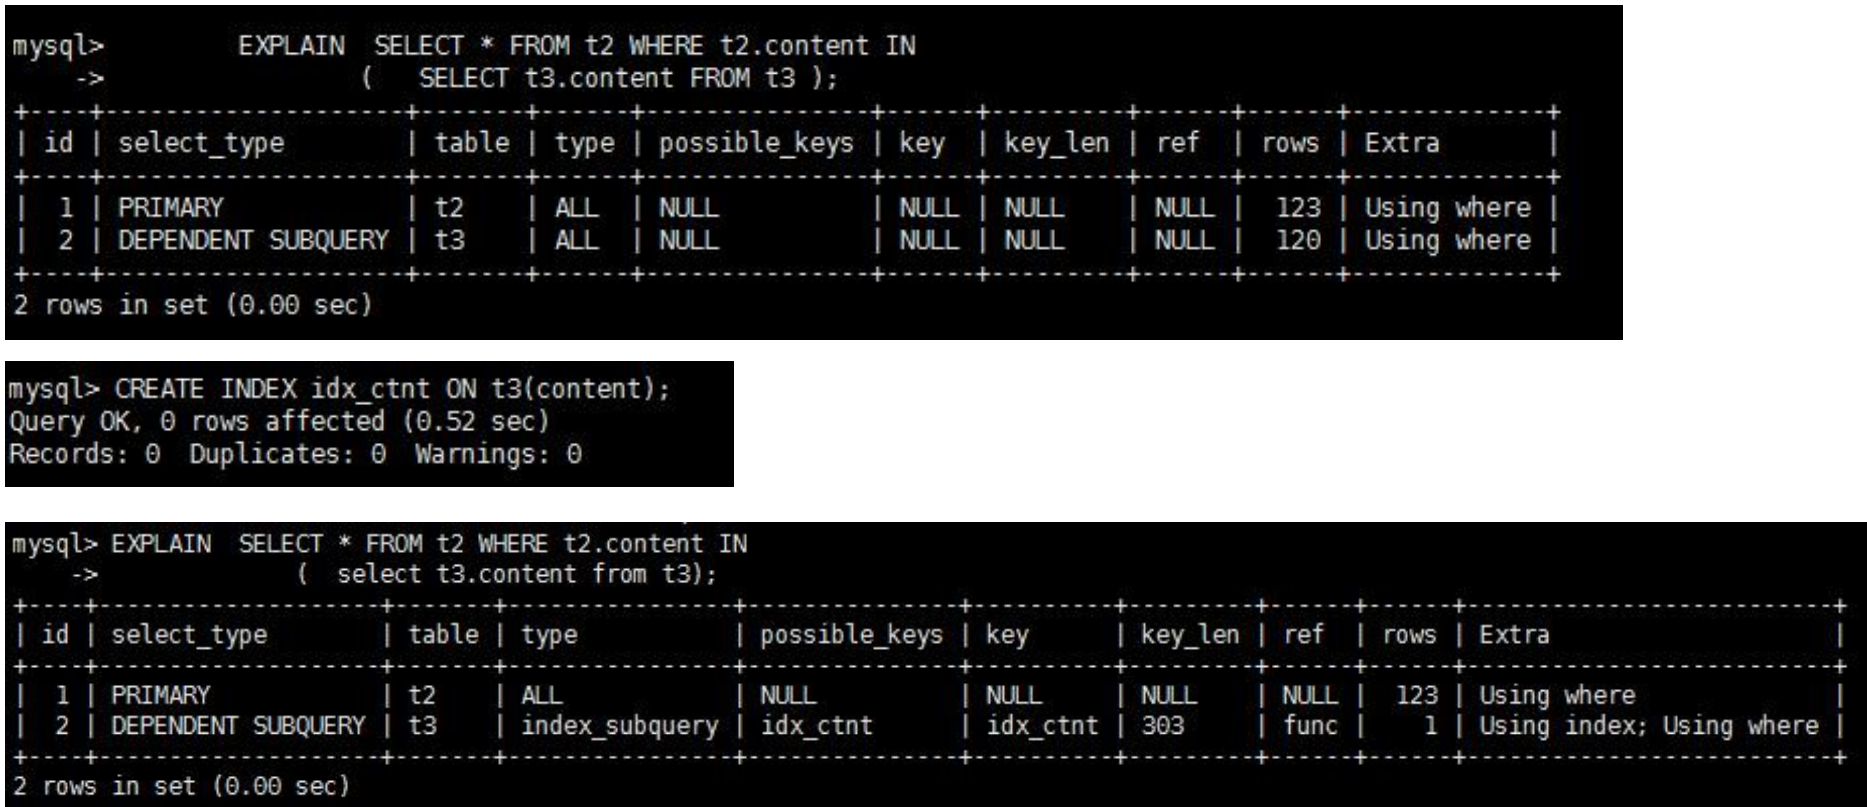 mysql>         EXPLAIN  SELECT * FROM t2 WHERE t2.content IN
    ->                 (   SELECT t3.content FROM t3 );
+----+--------------------+-------+------+---------------+------+---------+------+------+-------------+
| id | select_type        | table | type | possible_keys | key  | key_len | ref  | rows | Extra       |
+----+--------------------+-------+------+---------------+------+---------+------+------+-------------+
|  1 | PRIMARY            | t2    | ALL  | NULL          | NULL | NULL    | NULL |  123 | Using where |
|  2 | DEPENDENT SUBQUERY | t3    | ALL  | NULL          | NULL | NULL    | NULL |  120 | Using where |
+----+--------------------+-------+------+---------------+------+---------+------+------+-------------+
2 rows in set (0.00 sec)
mysql> CREATE INDEX idx_ctnt ON t3(content);
Query OK, 0 rows affected (0.52 sec)
Records: 0  Duplicates: 0  Warnings: 0
mysql> EXPLAIN  SELECT * FROM t2 WHERE t2.content IN
    ->             (  select t3.content from t3);
+----+--------------------+-------+----------------+---------------+----------+---------+------+------+--------------------------+
| id | select_type        | table | type           | possible_keys | key      | key_len | ref  | rows | Extra                    |
+----+--------------------+-------+----------------+---------------+----------+---------+------+------+--------------------------+
|  1 | PRIMARY            | t2    | ALL            | NULL          | NULL     | NULL    | NULL |  123 | Using where              |
|  2 | DEPENDENT SUBQUERY | t3    | index_subquery | idx_ctnt      | idx_ctnt | 303     | func |    1 | Using index; Using where |
+----+--------------------+-------+----------------+---------------+----------+---------+------+------+--------------------------+
2 rows in set (0.00 sec)